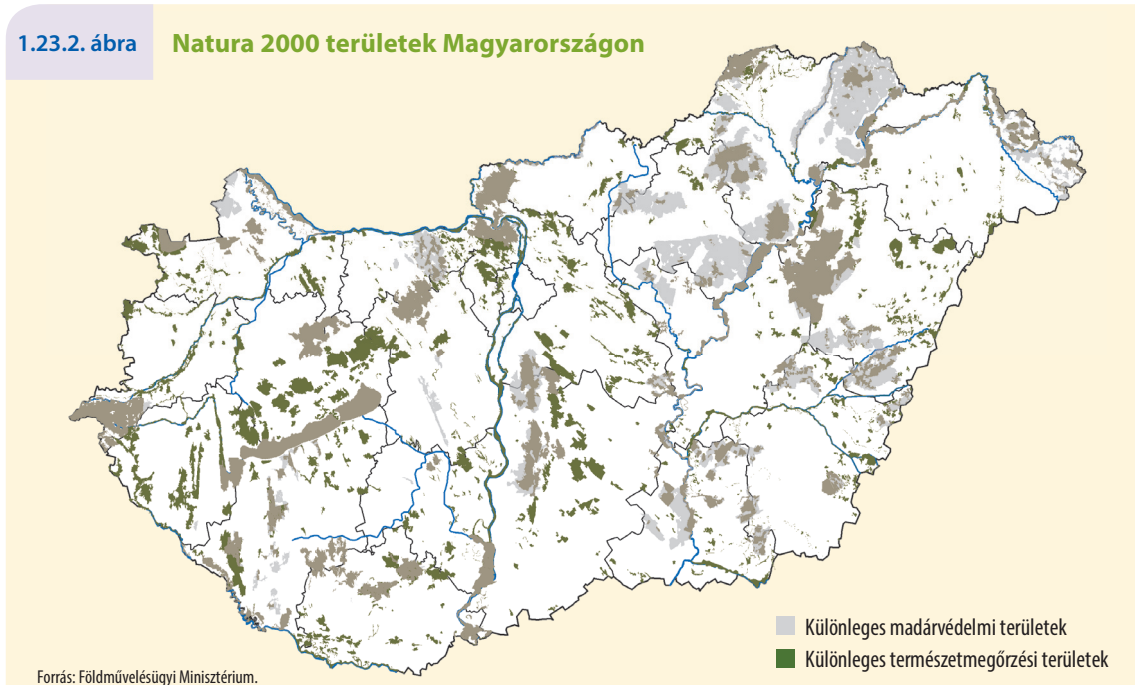 1.23.2. ábra
Natura 2000 területek Magyarországon
Különleges madárvédelmi területek
Különleges természetmegőrzési területek
Forrás: Földművelésügyi Minisztérium.